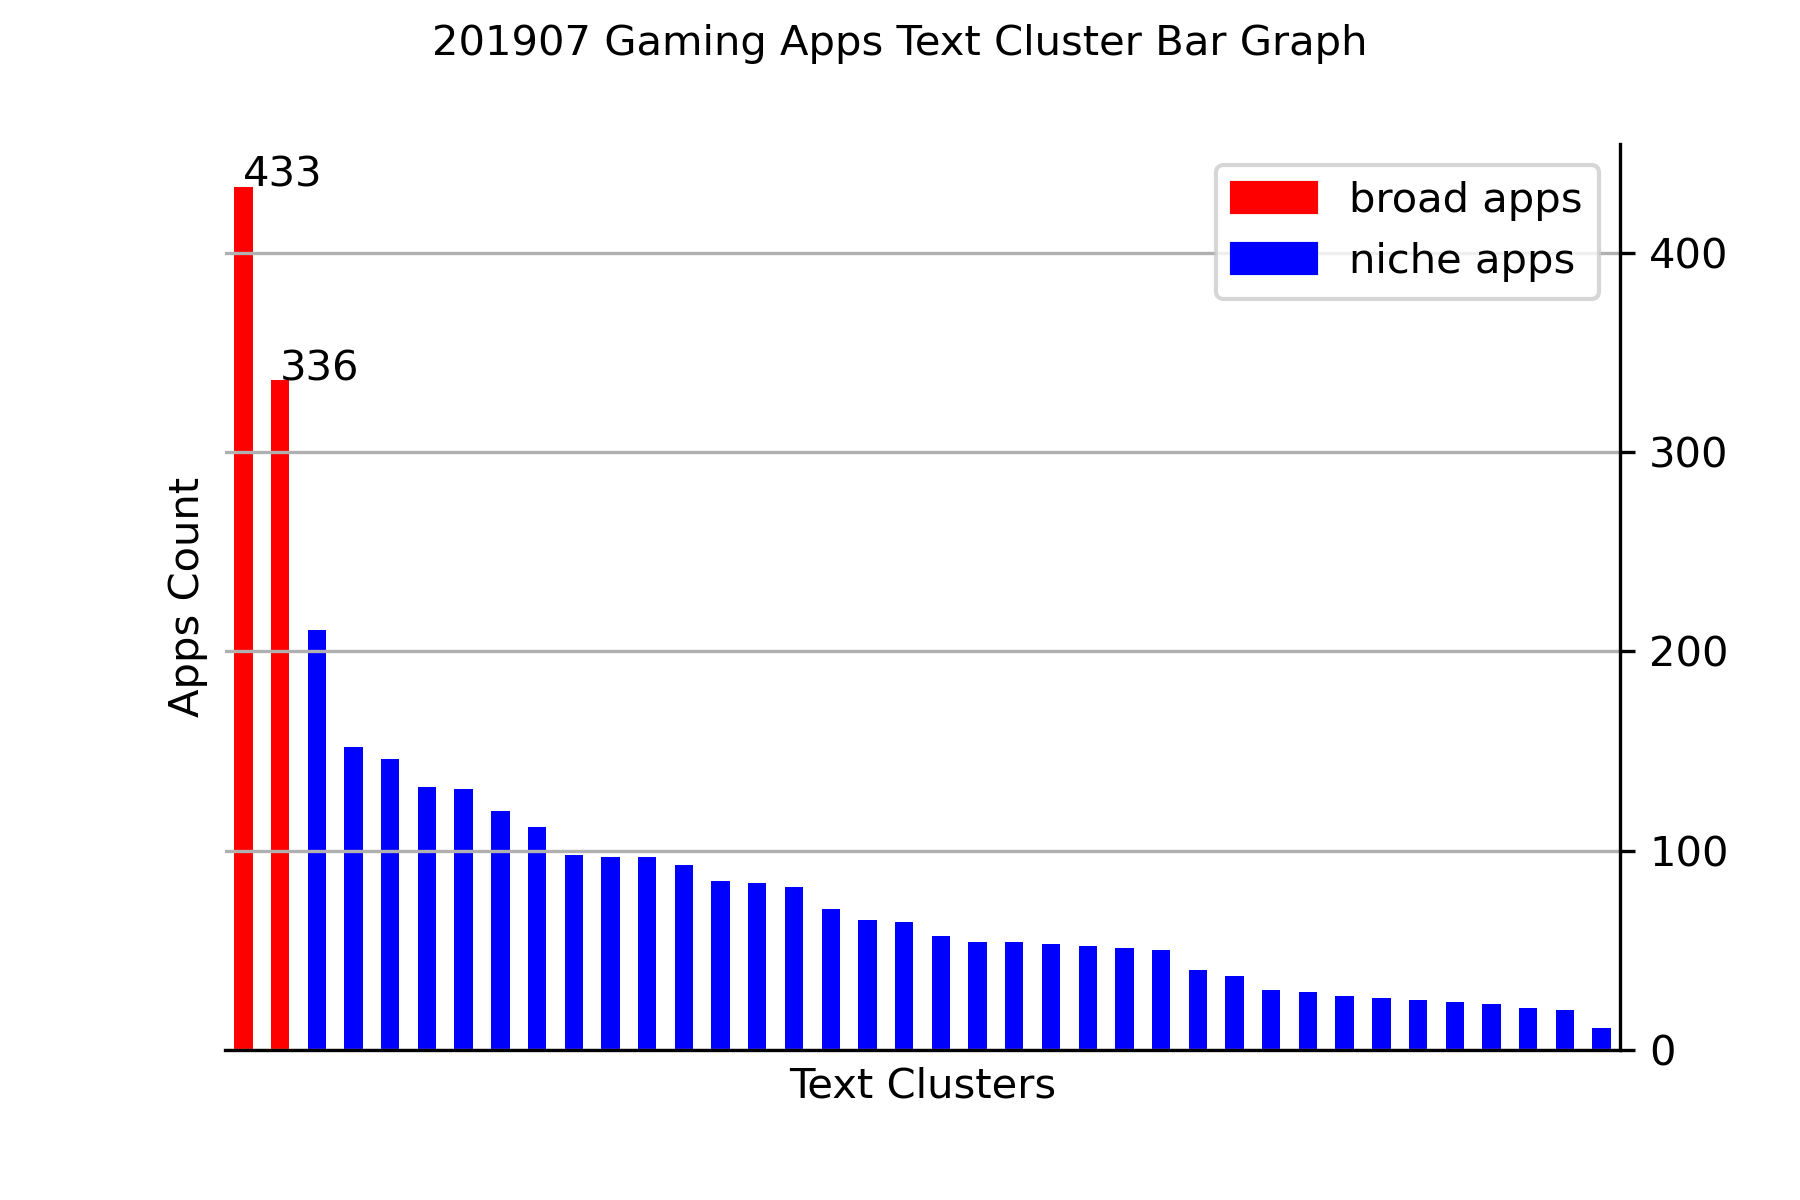 201907 Gaming Apps Text Cluster Bar Graph
433
336
broad apps
niche apps
400
300
200
100
0
Apps Count
Text Clusters